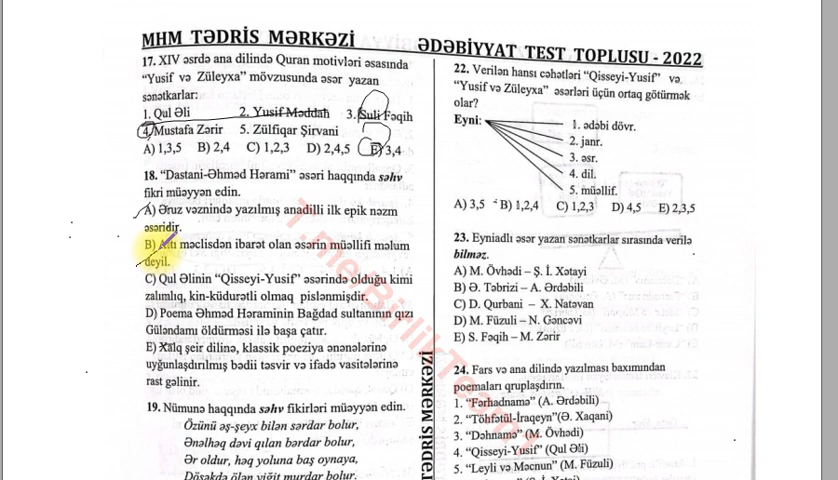 MHM TƏDRİS MƏRKƏZİ
ƏDƏBİYYAT TEST TOPLUSU - 2022
17. XIV əsrdə ana dilində Quran motivləri əsasında
“Yusif və Züleyxa” mövzusunda əsər yazan
sənətkarlar:
1. Qul Əli 2. Yusif Məddah 3. Suli Fəqih
4. Mustafa Zərir 5. Zülfiqar Şirvani
A) 1,3,5 B) 2,4 C) 1,2,3 D) 2,4,5 E) 3,4
18. “Dastani-Əhməd Hərami” əsəri haqqında səhv
fikri müəyyən edin.
A) Əruz vəznində yazılmış anadilli ilk epik nəzm
əsəridir.
B) Altı məclisdən ibarət olan əsərin müəllifi məlum
deyil.
C) Qul Əlinin “Qisseyi-Yusif” əsərində olduğu kimi
zalımlıq, kin-küdurətli olmaq pislənmişdir.
D) Poema Əhməd Həraminin Bağdad sultanının qızı
Güləndamı öldürməsi ilə başa çatır.
E) Xalq şeir dilinə, klassik poeziya ənənələrinə
uyğunlaşdırılmış bədii təsvir və ifadə vasitələrinə
rast gəlinir.
19. Nümunə haqqında səhv fikirləri müəyyən edin.
Özünü əş-şeyx bilən sərdar bolur,
Ənəlhəq dəvi qılan bərdar bolur,
Ər oldur, həq yoluna baş oynaya,
Döşəkdə ölən yiğit murdar bolur.
22. Verilən hansı cəhətləri “Qisseyi-Yusif” və
“Yusif və Züleyxa” əsərləri üçün ortaq götürmək
olar?
Eyni:
1. ədəbi dövr.
2. janr.
3. əsr.
4. dil.
5. müəllif.
A) 3,5 B) 1,2,4 C) 1,2,3 D) 4,5 E) 2,3,5
23. Eyniadlı əsər yazan sənətkarlar sırasında verilə
bilməz.
A) M. Övhədi – Ş. İ. Xətayi
B) Ə. Təbrizi – A. Ərdəbili
C) D. Qurbani – X. Natəvan
D) M. Füzuli – N. Gəncəvi
E) S. Fəqih – M. Zərir
24. Fars və ana dilində yazılması baxımından
poemaları qruplaşdırın.
1. “Fərhadnamə” (A. Ərdəbili)
2. “Töhfətül-İraqeyn”(Ə. Xaqani)
3. “Dəhnamə” (M. Övhədi)
4. “Qisseyi-Yusif” (Qul Əli)
5. “Leyli və Məcnun” (M. Füzuli)
TƏDRİS MƏRKƏZİ
T.me/BirlikTeam1